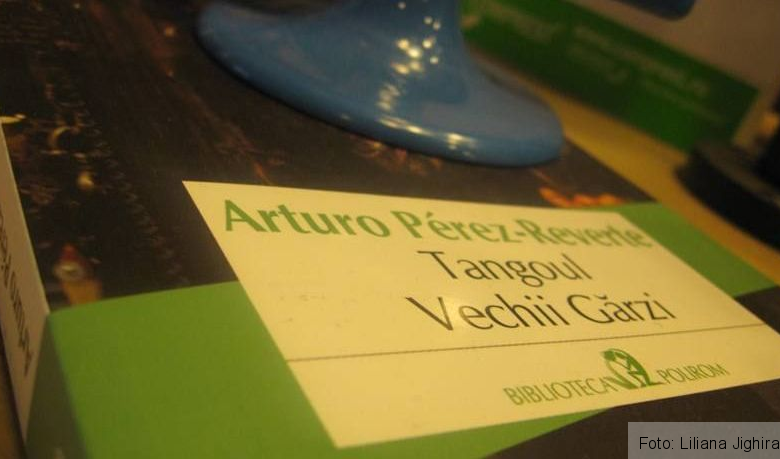 Arturo Pérez-Reverte
Tangoul
Vechii Gărzi
BIBLIOTECA POLIROM
Foto: Liliana Jighira